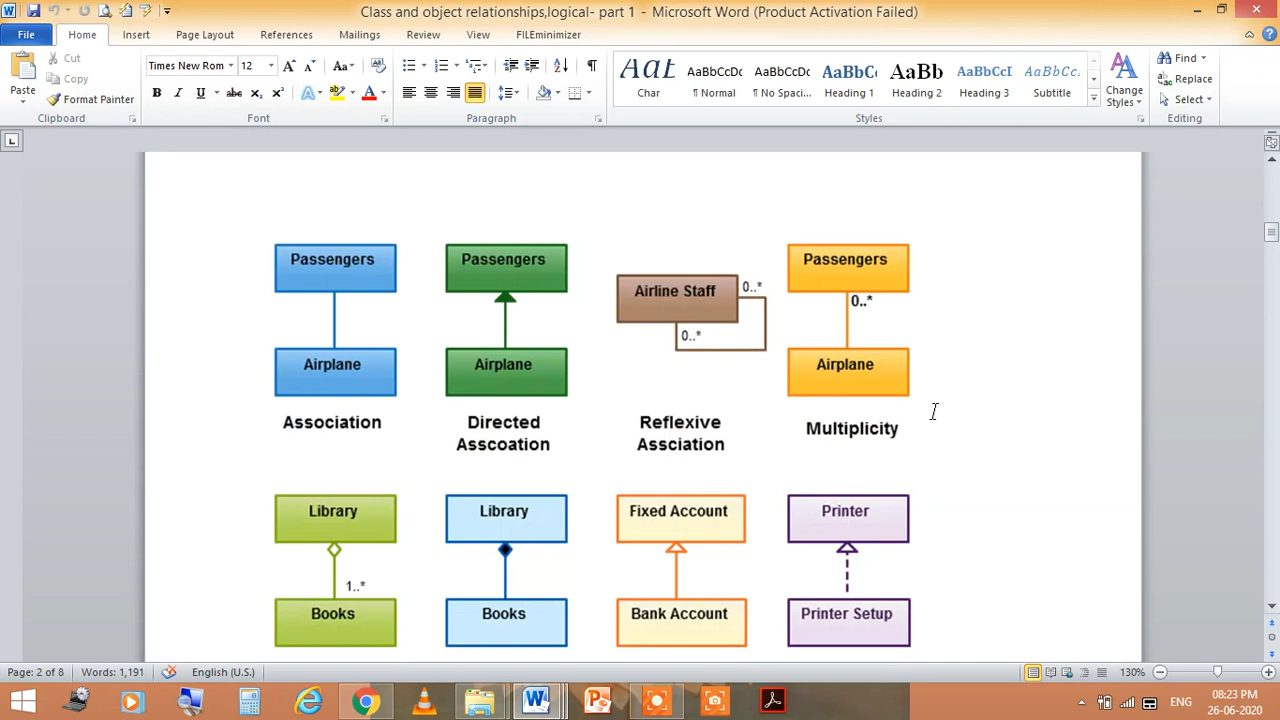 Class and object relationships,logical- part 1 - Microsoft Word (Product Activation Failed)
File Home Insert Page Layout References Mailings Review View FILEminimizer
Paste
Cut
Copy
Format Painter
Clipboard
Times New Rom 12
Font
Paragraph
AaBbCcDc AaBbCcDc AaBbC AaBb AaBbCcI AaBbCcL
Char ¶ Normal ¶ No Spaci... Heading 1 Heading 2 Heading 3 Subtitle
Styles
Change
Styles
Find
Replace
Select
Editing
Passengers Passengers Passengers
Airline Staff 0..*
0..*
0..*
Airplane Airplane Airplane
Association
Directed
Asscoation
Reflexive
Assciation
Multiplicity
Library Library Fixed Account Printer
1..*
Books Books Bank Account Printer Setup
Page: 2 of 8 Words: 1,191 English (U.S.) 130%
ENG
08:23 PM
26-06-2020